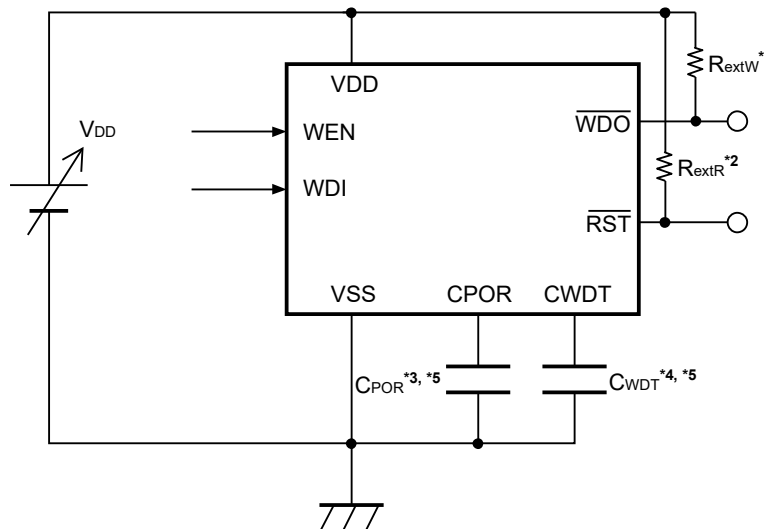 VDD
RextW*
WDO
VDD
WEN
RextR*2
WDI
RST
VSS
CPOR
CWDT
CPOR*3, *5
CWDT*4, *5